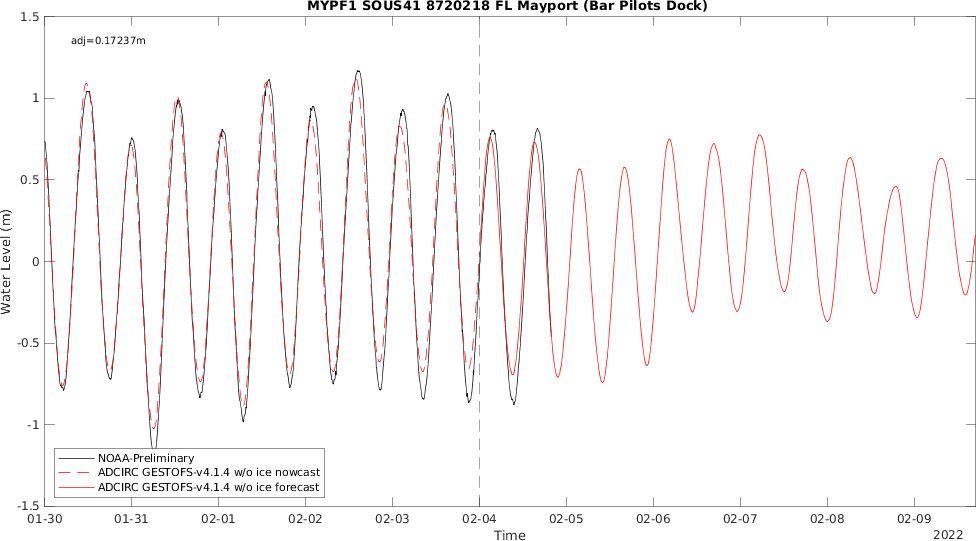 MYPF1 SOUS41 8720218 FL Mayport (Bar Pilots Dock)
1.5
adj=0.17237m
1
0.5
0
-0.5
-1
-1.5
Water Level (m)
NOAA-Preliminary
ADCIRC GESTOFS-v4.1.4 w/o ice nowcast
ADCIRC GESTOFS-v4.1.4 w/o ice forecast
01-30 01-31 02-01 02-02 02-03 02-04 02-05 02-06 02-07 02-08 02-09
Time
2022